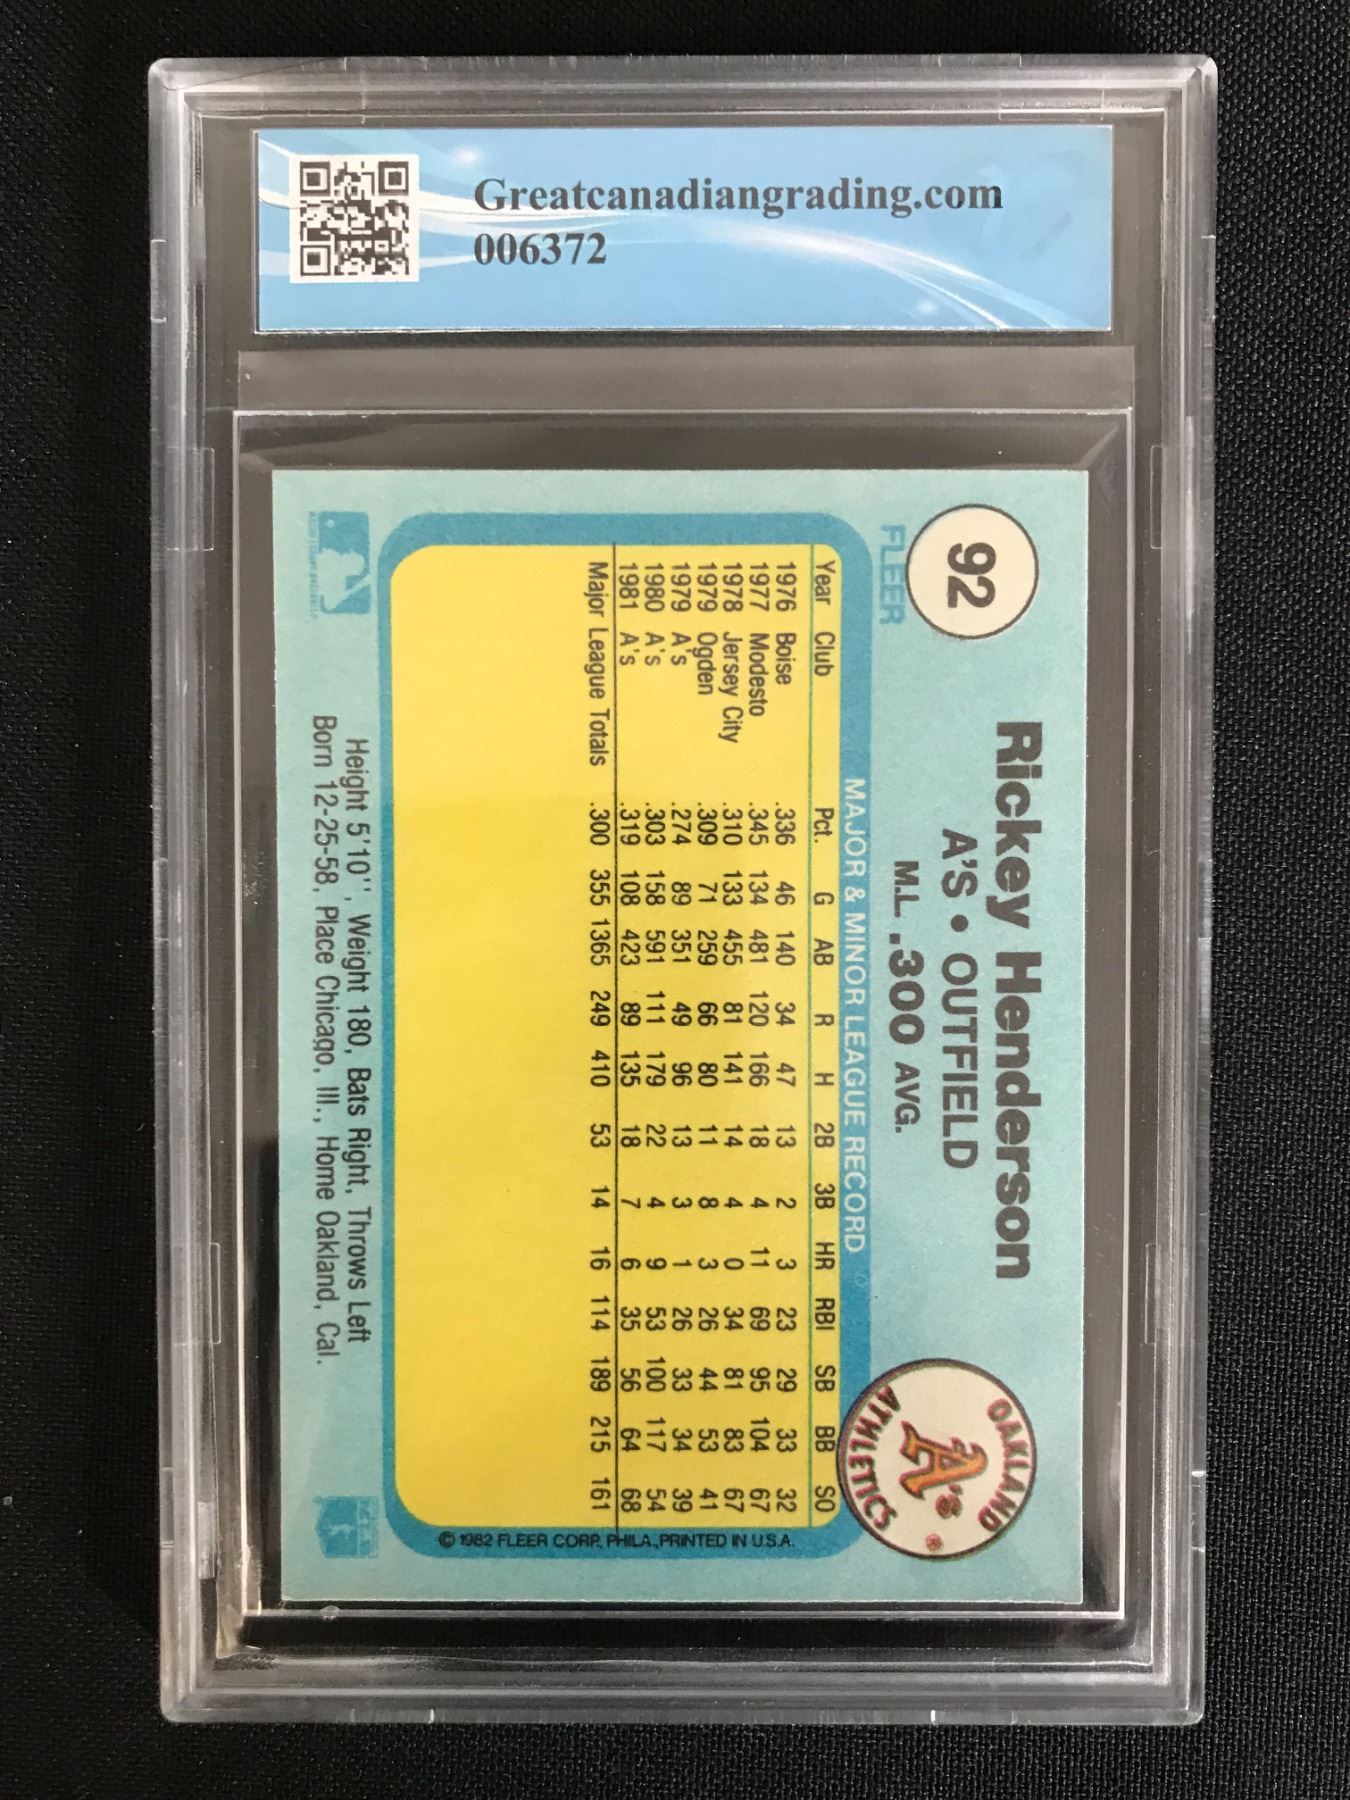 Greatcanadiangrading.com
006372
92
FLEER
Rickey Henderson
A'S • OUTFIELD
M.L. .300 AVG.
OAKLAND
A's
ATHLETICS
®
MAJOR & MINOR LEAGUE RECORD
Year Club Pct. G AB R H 2B 3B HR RBI SB BB SO
1976 Boise .336 46 140 34 47 13 2 3 23 29 33 32
1977 Modesto .345 134 481 120 166 18 4 11 69 95 104 67
1978 Jersey City .310 133 455 81 141 14 4 0 34 81 83 67
1979 Ogden .309 71 259 66 80 11 8 3 26 44 53 41
1979 A's .274 89 351 49 96 13 3 1 26 33 34 39
1980 A's .303 158 591 111 179 22 4 9 53 100 117 54
1981 A's .319 108 423 89 135 18 7 6 35 56 64 68
Major League Totals .300 355 1365 249 410 53 14 16 114 189 215 161
© 1982 FLEER CORP. PHILA., PRINTED IN U.S.A.
Height 5'10'', Weight 180, Bats Right, Throws Left
Born 12-25-58, Place Chicago, Ill., Home Oakland, Cal.